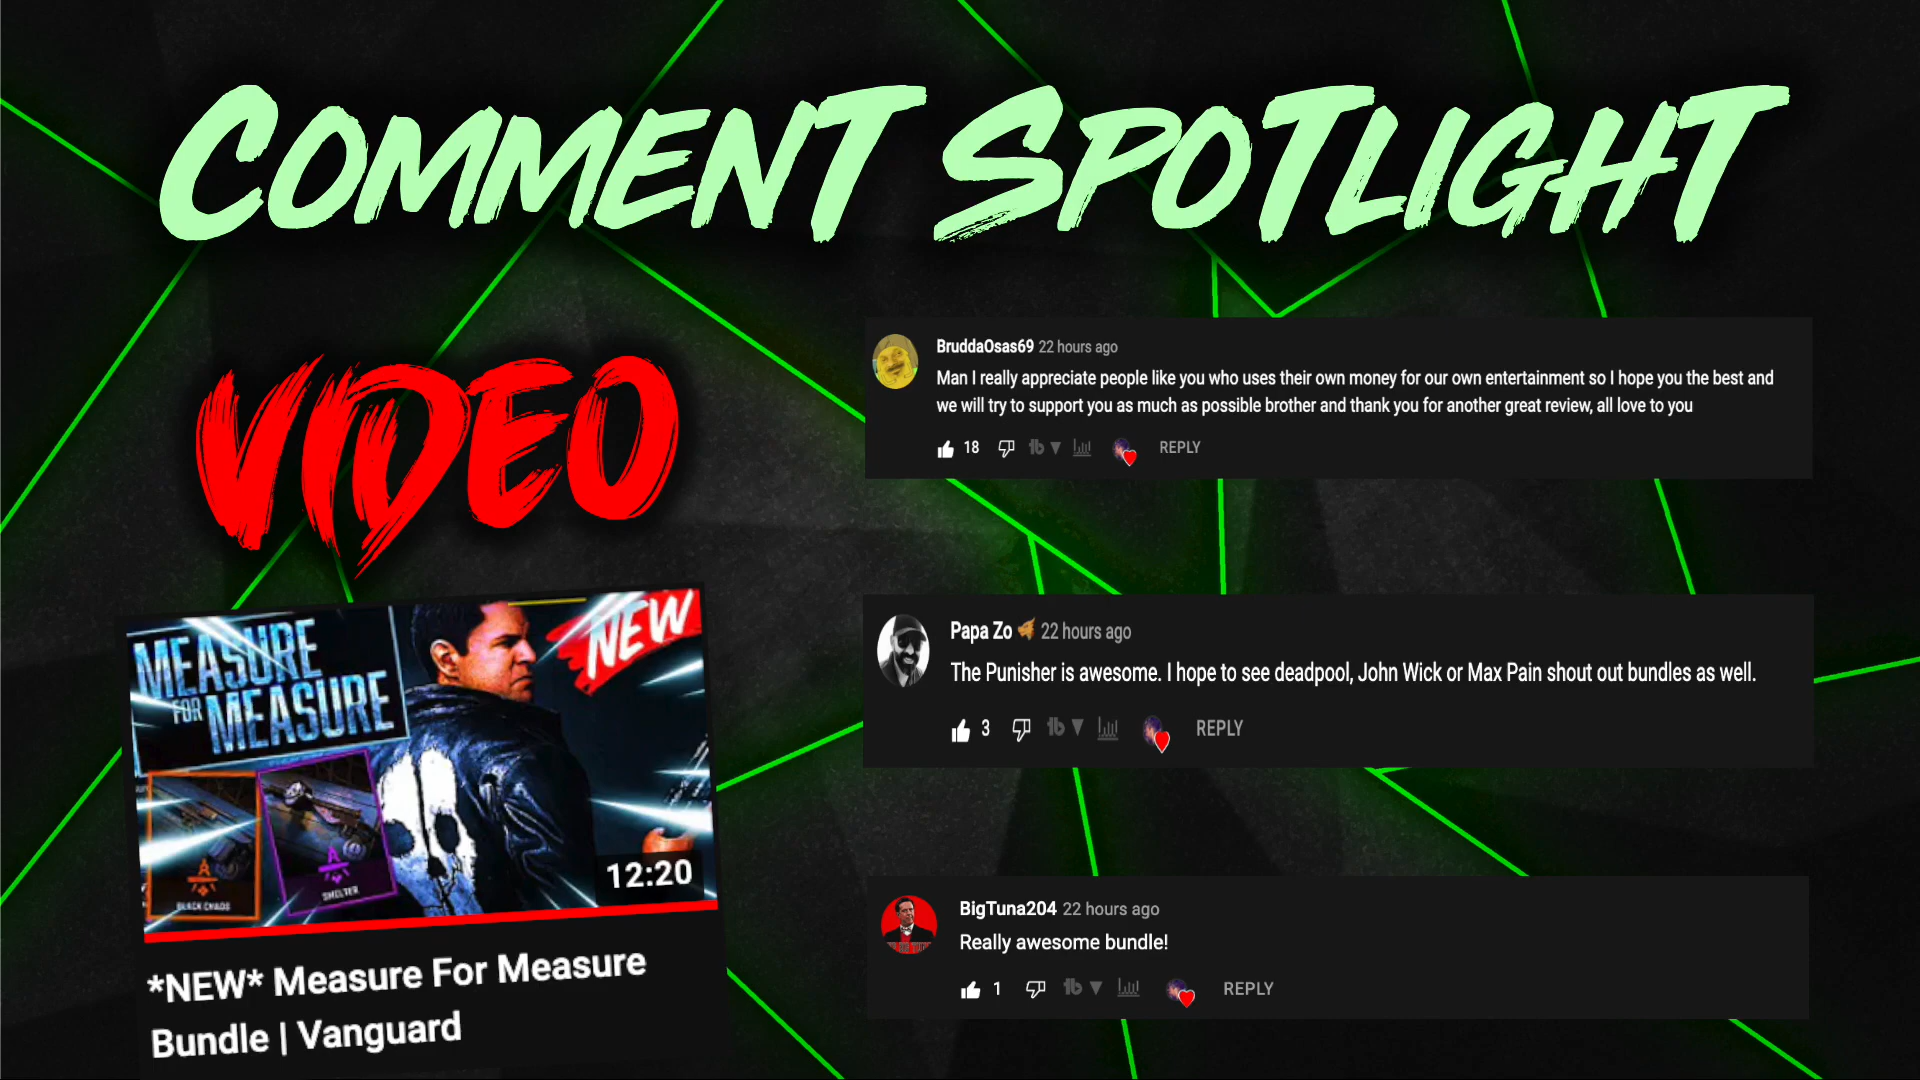 COMMENT SPOTLIGHT
VIDEO
MEASURE
FOR MEASURE
NEW
BLACK CHAOS
SMELTER
12:20
*NEW* Measure For Measure
Bundle | Vanguard
BruddaOsas69 22 hours ago
Man I really appreciate people like you who uses their own money for our own entertainment so I hope you the best and
we will try to support you as much as possible brother and thank you for another great review, all love to you
18 REPLY
Papa Zo 22 hours ago
The Punisher is awesome. I hope to see deadpool, John Wick or Max Pain shout out bundles as well.
3 REPLY
BigTuna204 22 hours ago
Really awesome bundle!
1 REPLY